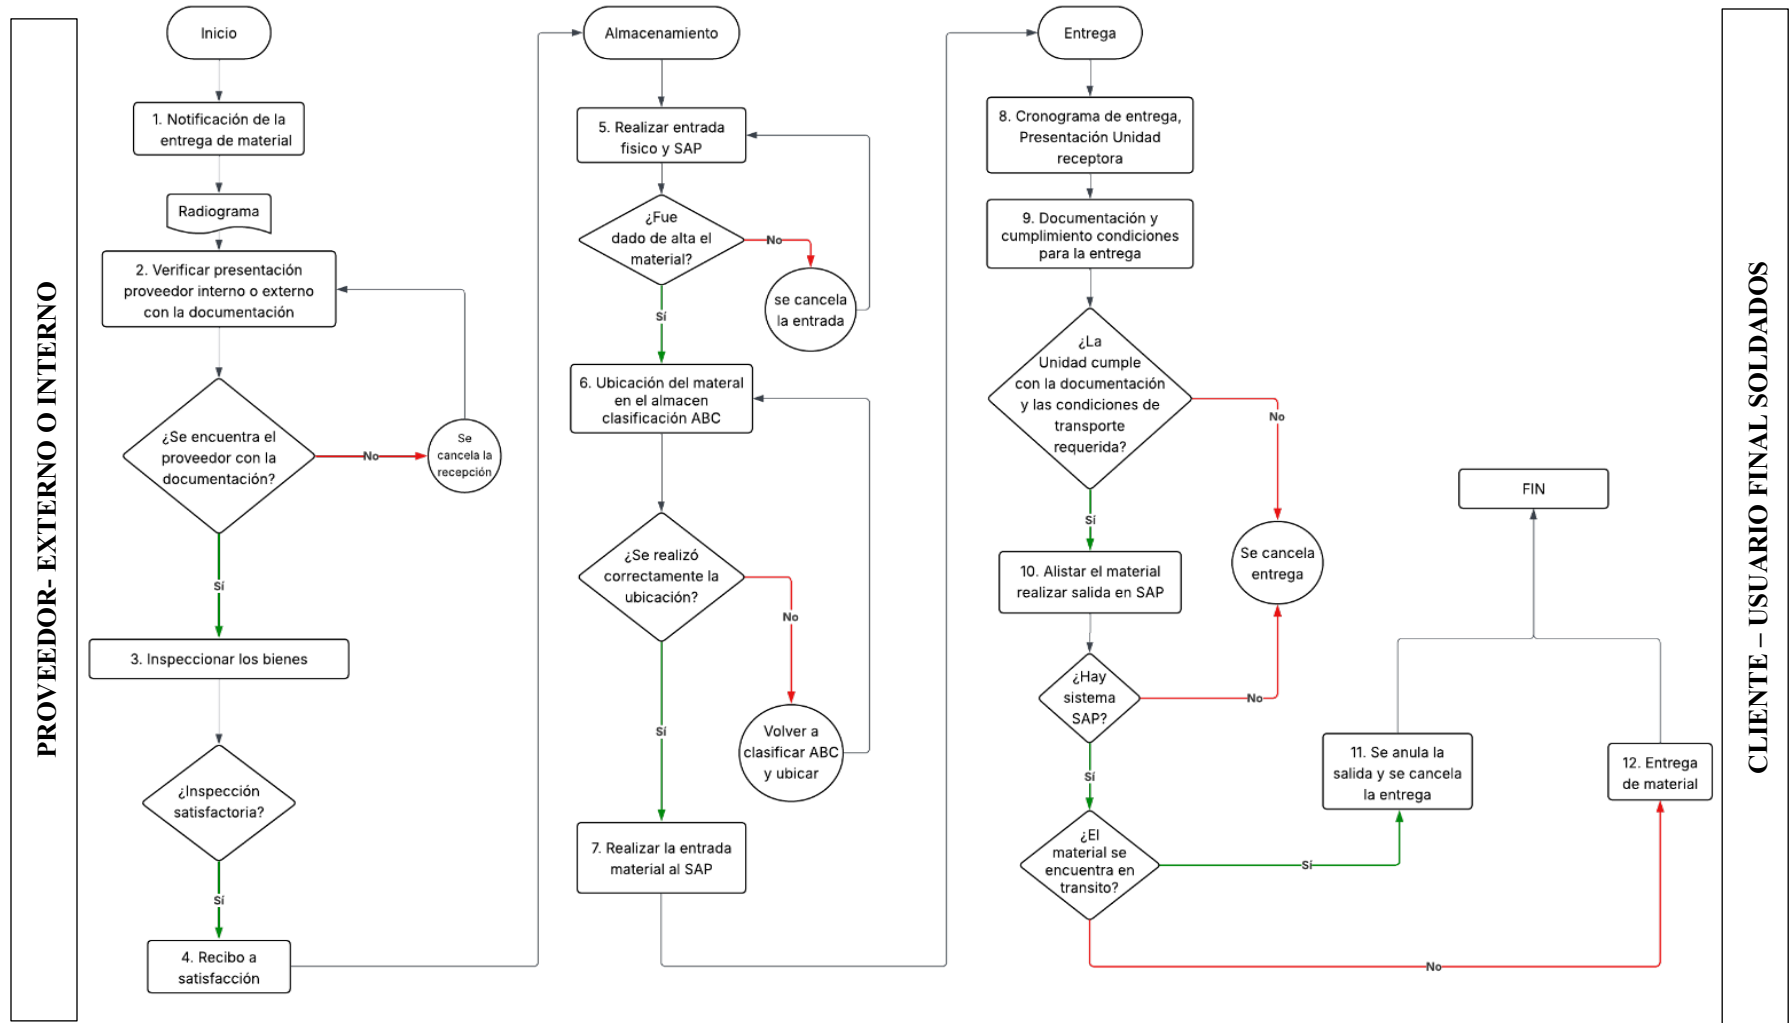 PROVEEDOR- EXTERNO O INTERNO
Inicio
1. Notificación de la
entrega de material
Radiograma
2. Verificar presentación
proveedor interno o externo
con la documentación
¿Se encuentra el
proveedor con la
documentación?
No
Se
cancela la
recepción
Sí
3. Inspeccionar los bienes
¿Inspección
satisfactoria?
Sí
4. Recibo a
satisfacción
Almacenamiento
5. Realizar entrada
fisico y SAP
¿Fue
dado de alta el
material?
No
se cancela
la entrada
Sí
6. Ubicación del materal
en el almacen
clasificación ABC
¿Se realizó
correctamente la
ubicación?
No
Volver a
clasificar ABC
y ubicar
Sí
7. Realizar la entrada
material al SAP
Entrega
8. Cronograma de entrega,
Presentación Unidad
receptora
9. Documentación y
cumplimiento condiciones
para la entrega
¿La
Unidad cumple
con la documentación
y las condiciones de
transporte
requerida?
No
Se cancela
entrega
Sí
10. Alistar el material
realizar salida en SAP
¿Hay
sistema
SAP?
No
Sí
¿El
material se
encuentra en
transito?
Sí
No
11. Se anula la
salida y se cancela
la entrega
12. Entrega
de material
FIN
CLIENTE – USUARIO FINAL SOLDADOS